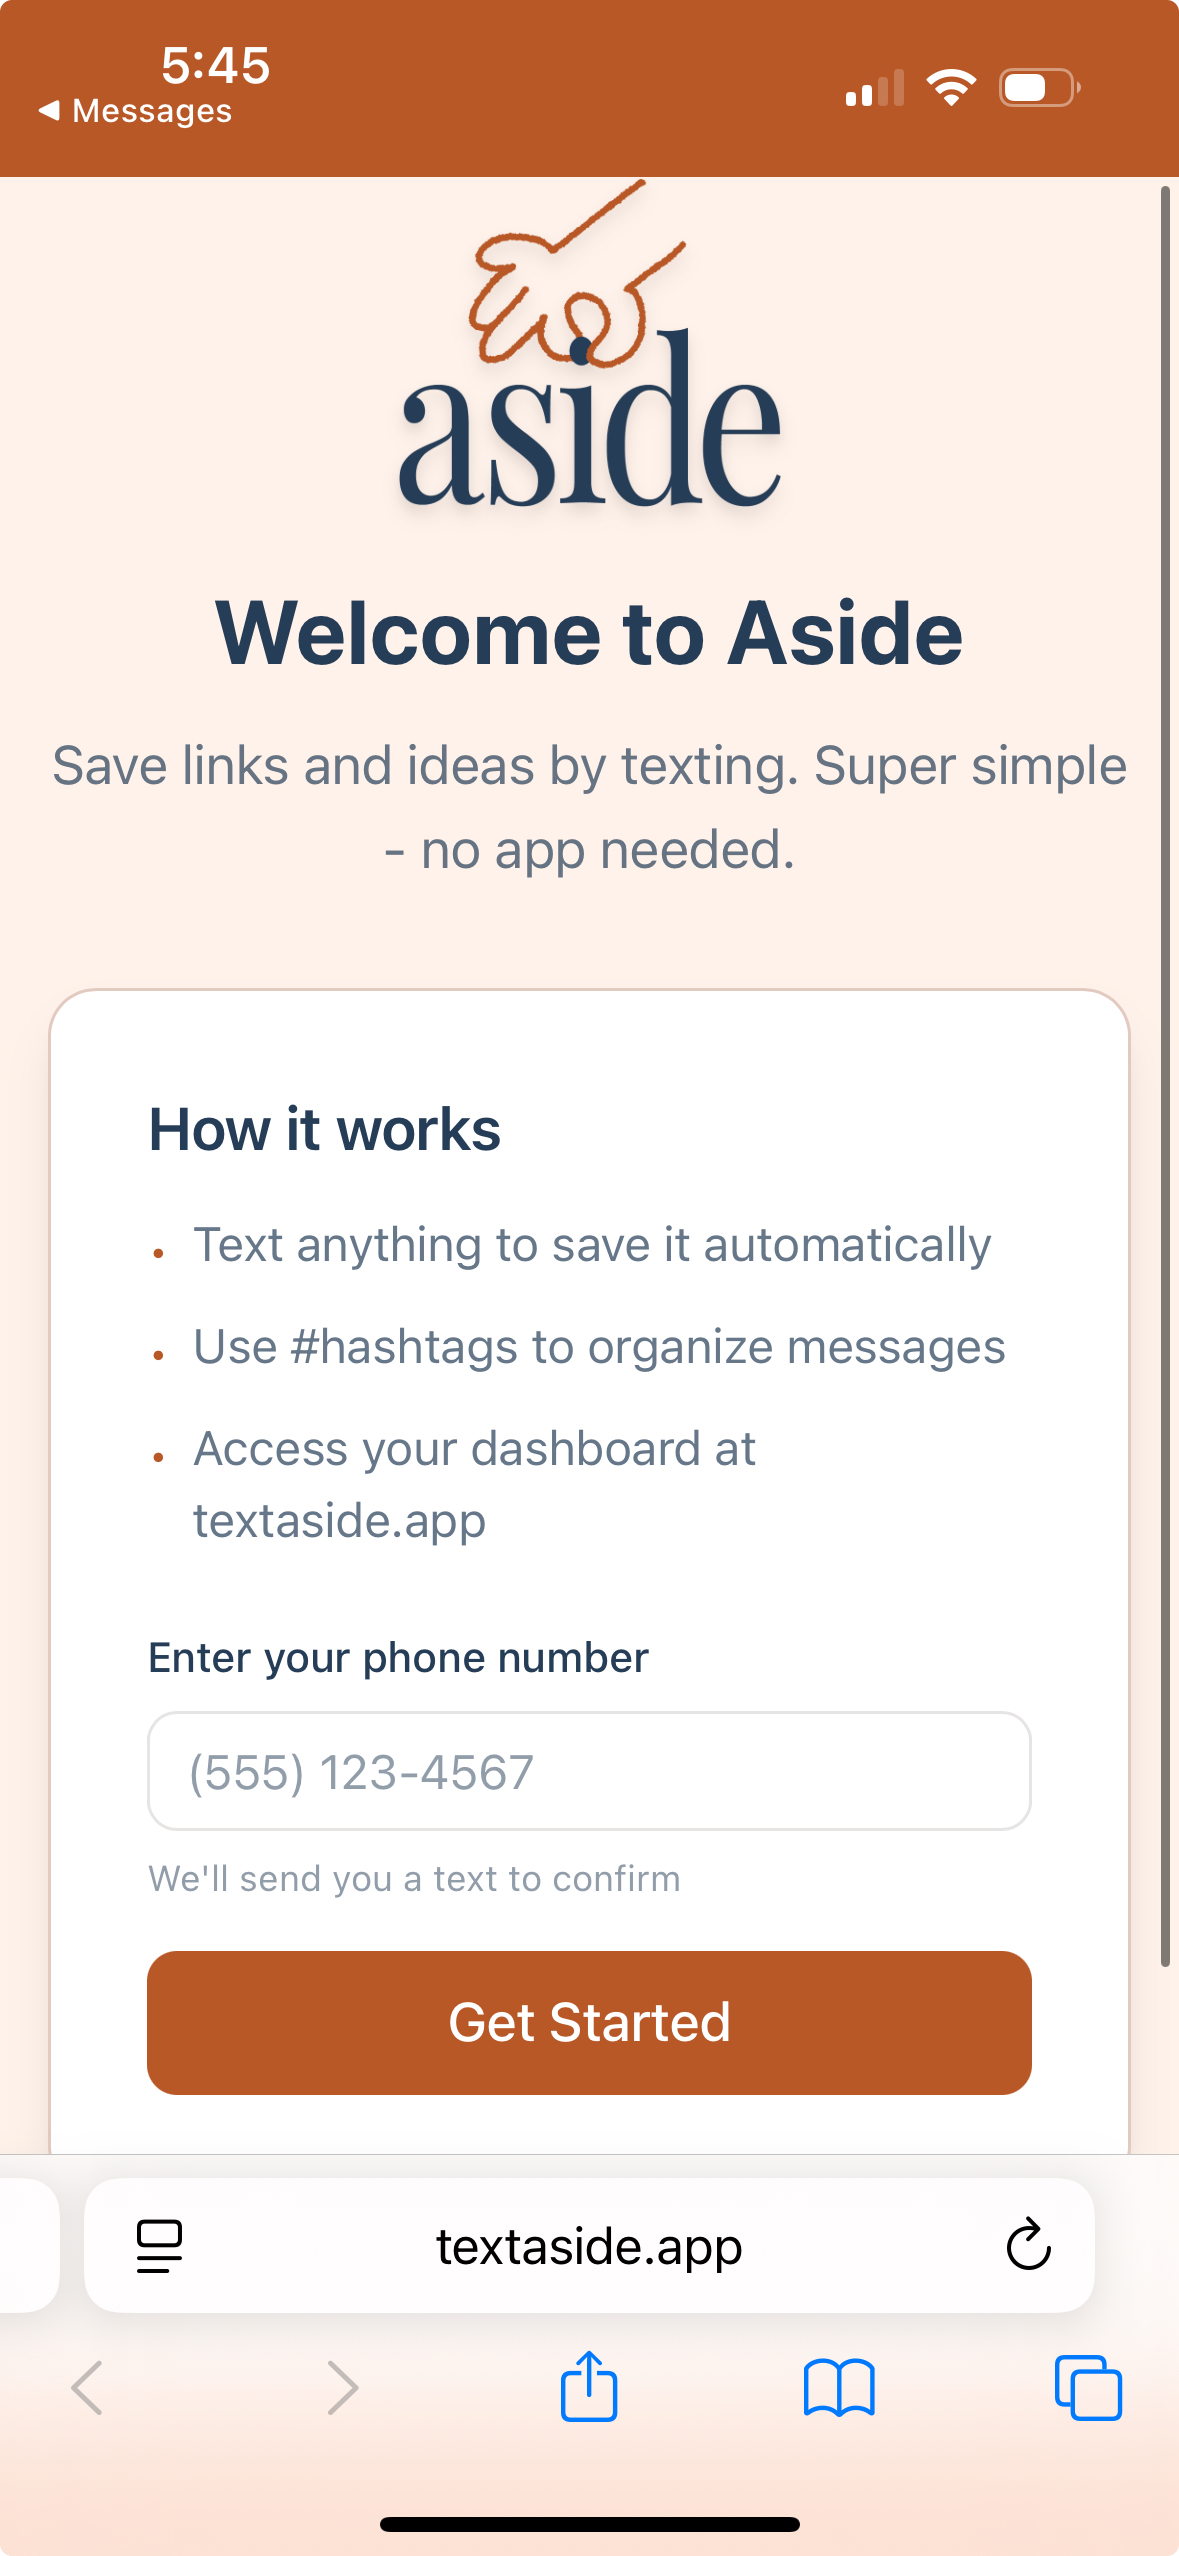 5:45
Messages
aside
Welcome to Aside
Save links and ideas by texting. Super simple
- no app needed.
How it works
• Text anything to save it automatically
• Use #hashtags to organize messages
• Access your dashboard at
textaside.app
Enter your phone number
(555) 123-4567
We'll send you a text to confirm
Get Started
textaside.app